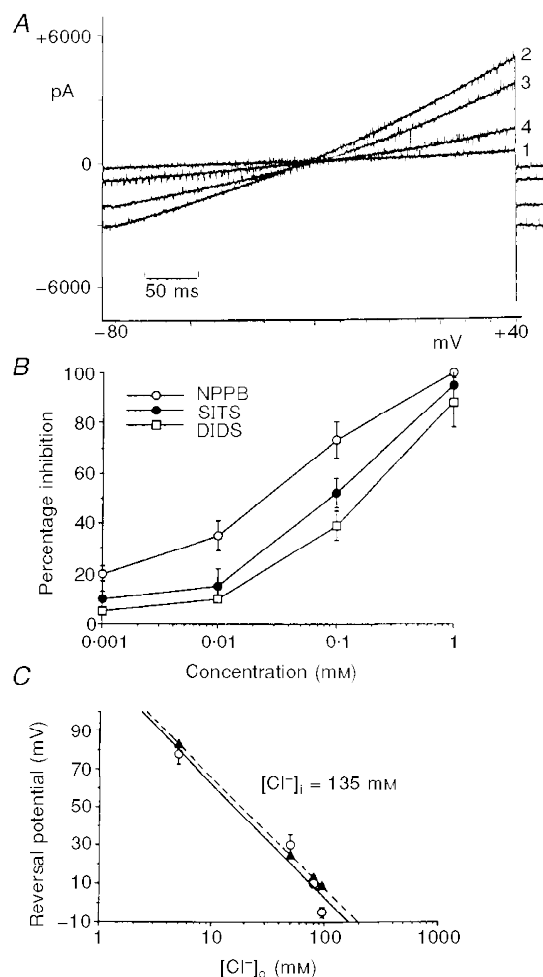 A
+6000
pA
0
−6000
2
3
4
1
50 ms
−80
mV
+40
B
Percentage inhibition
100
80
60
40
20
0
NPPB
SITS
DIDS
0·001
0·01
0·1
1
Concentration (mM)
C
Reversal potential (mV)
90
70
50
30
10
−10
[Cl⁻]ᵢ = 135 mM
1
10
100
1000
[Cl⁻]ₒ (mM)